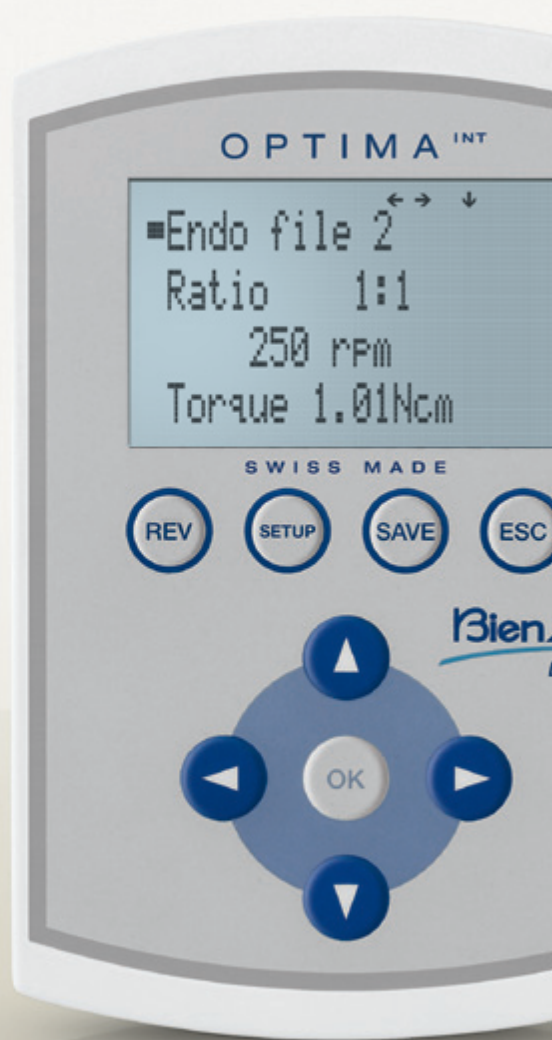 OPTIMA INT
← → ↓
Endo file 2
Ratio 1:1
250 rpm
Torque 1.01Ncm
SWISS MADE
REV SETUP SAVE ESC
Bien
OK